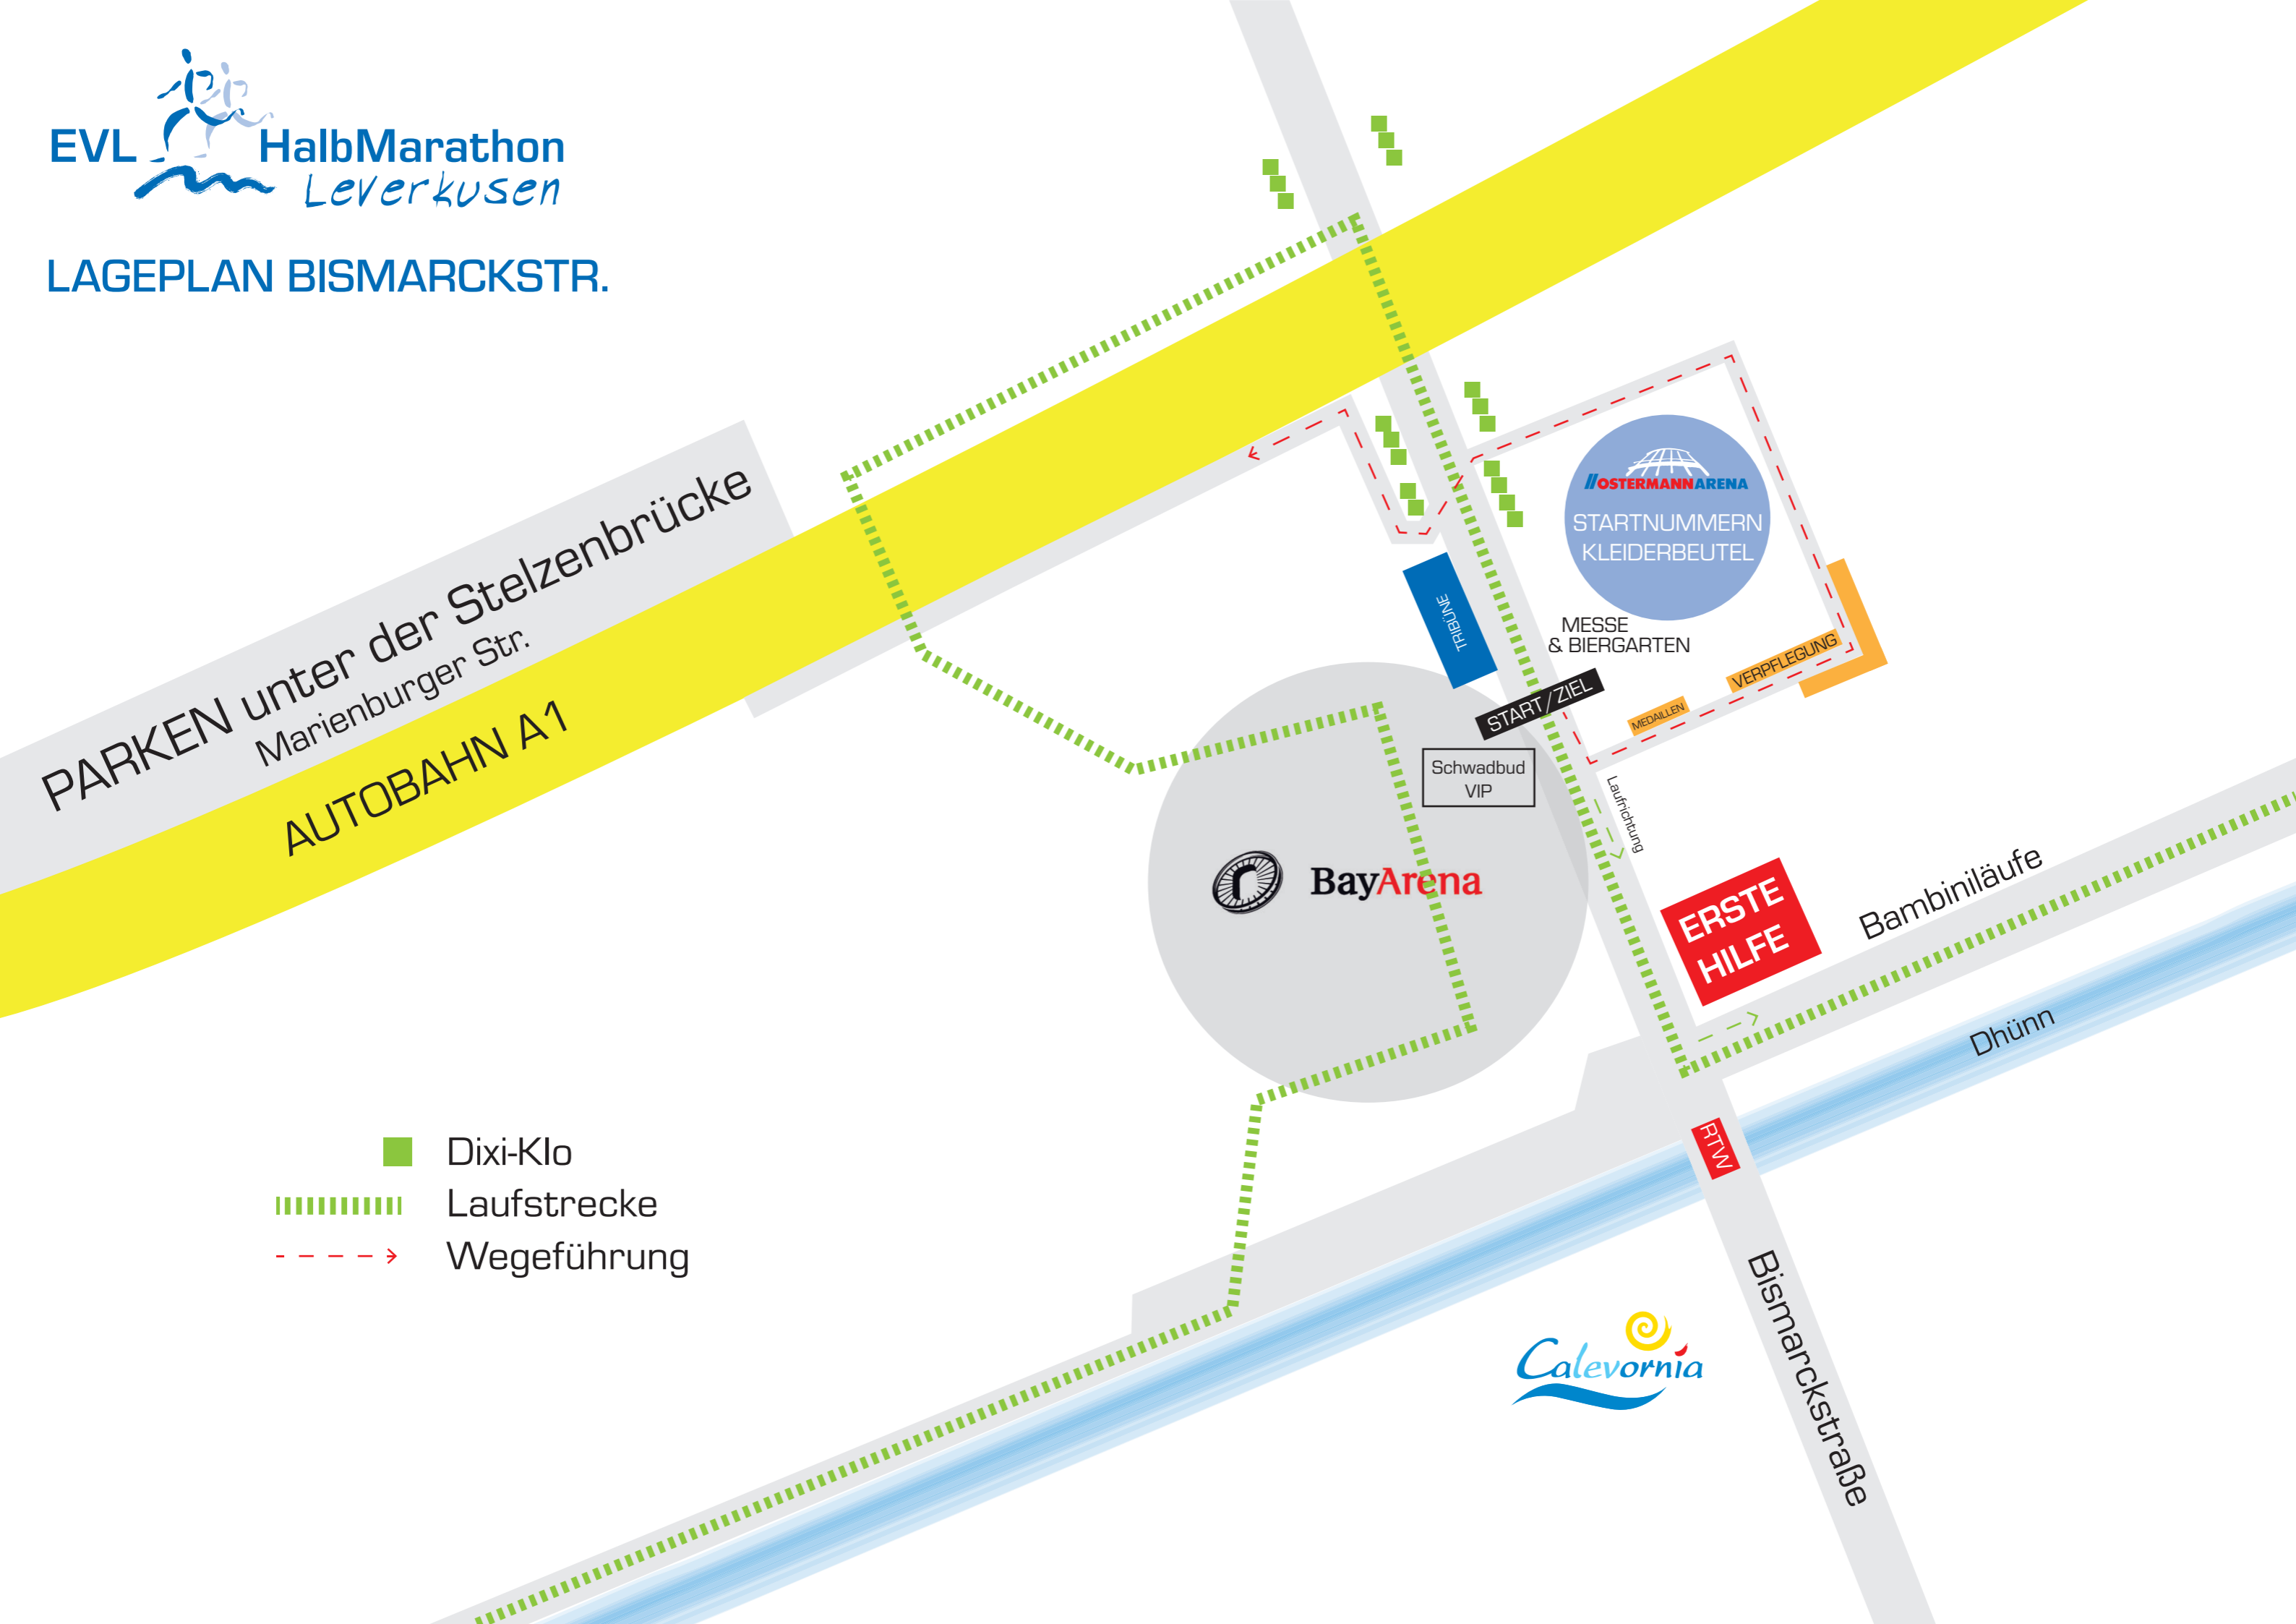 EVL HalbMarathon
Leverkusen
LAGEPLAN BISMARCKSTR.
PARKEN unter der Stelzenbrücke
Marienburger Str.
AUTOBAHN A1
OSTERMANNARENA
STARTNUMMERN
KLEIDERBEUTEL
TRIBÜNE
MESSE
& BIERGARTEN
VERPFLEGUNG
MEDAILLEN
START/ZIEL
Schwadbud
VIP
Laufrichtung
BayArena
ERSTE
HILFE
Bambiniläufe
Dhünn
RTW
Dixi-Klo
Laufstrecke
Wegeführung
Calevornia
Bismarckstraße